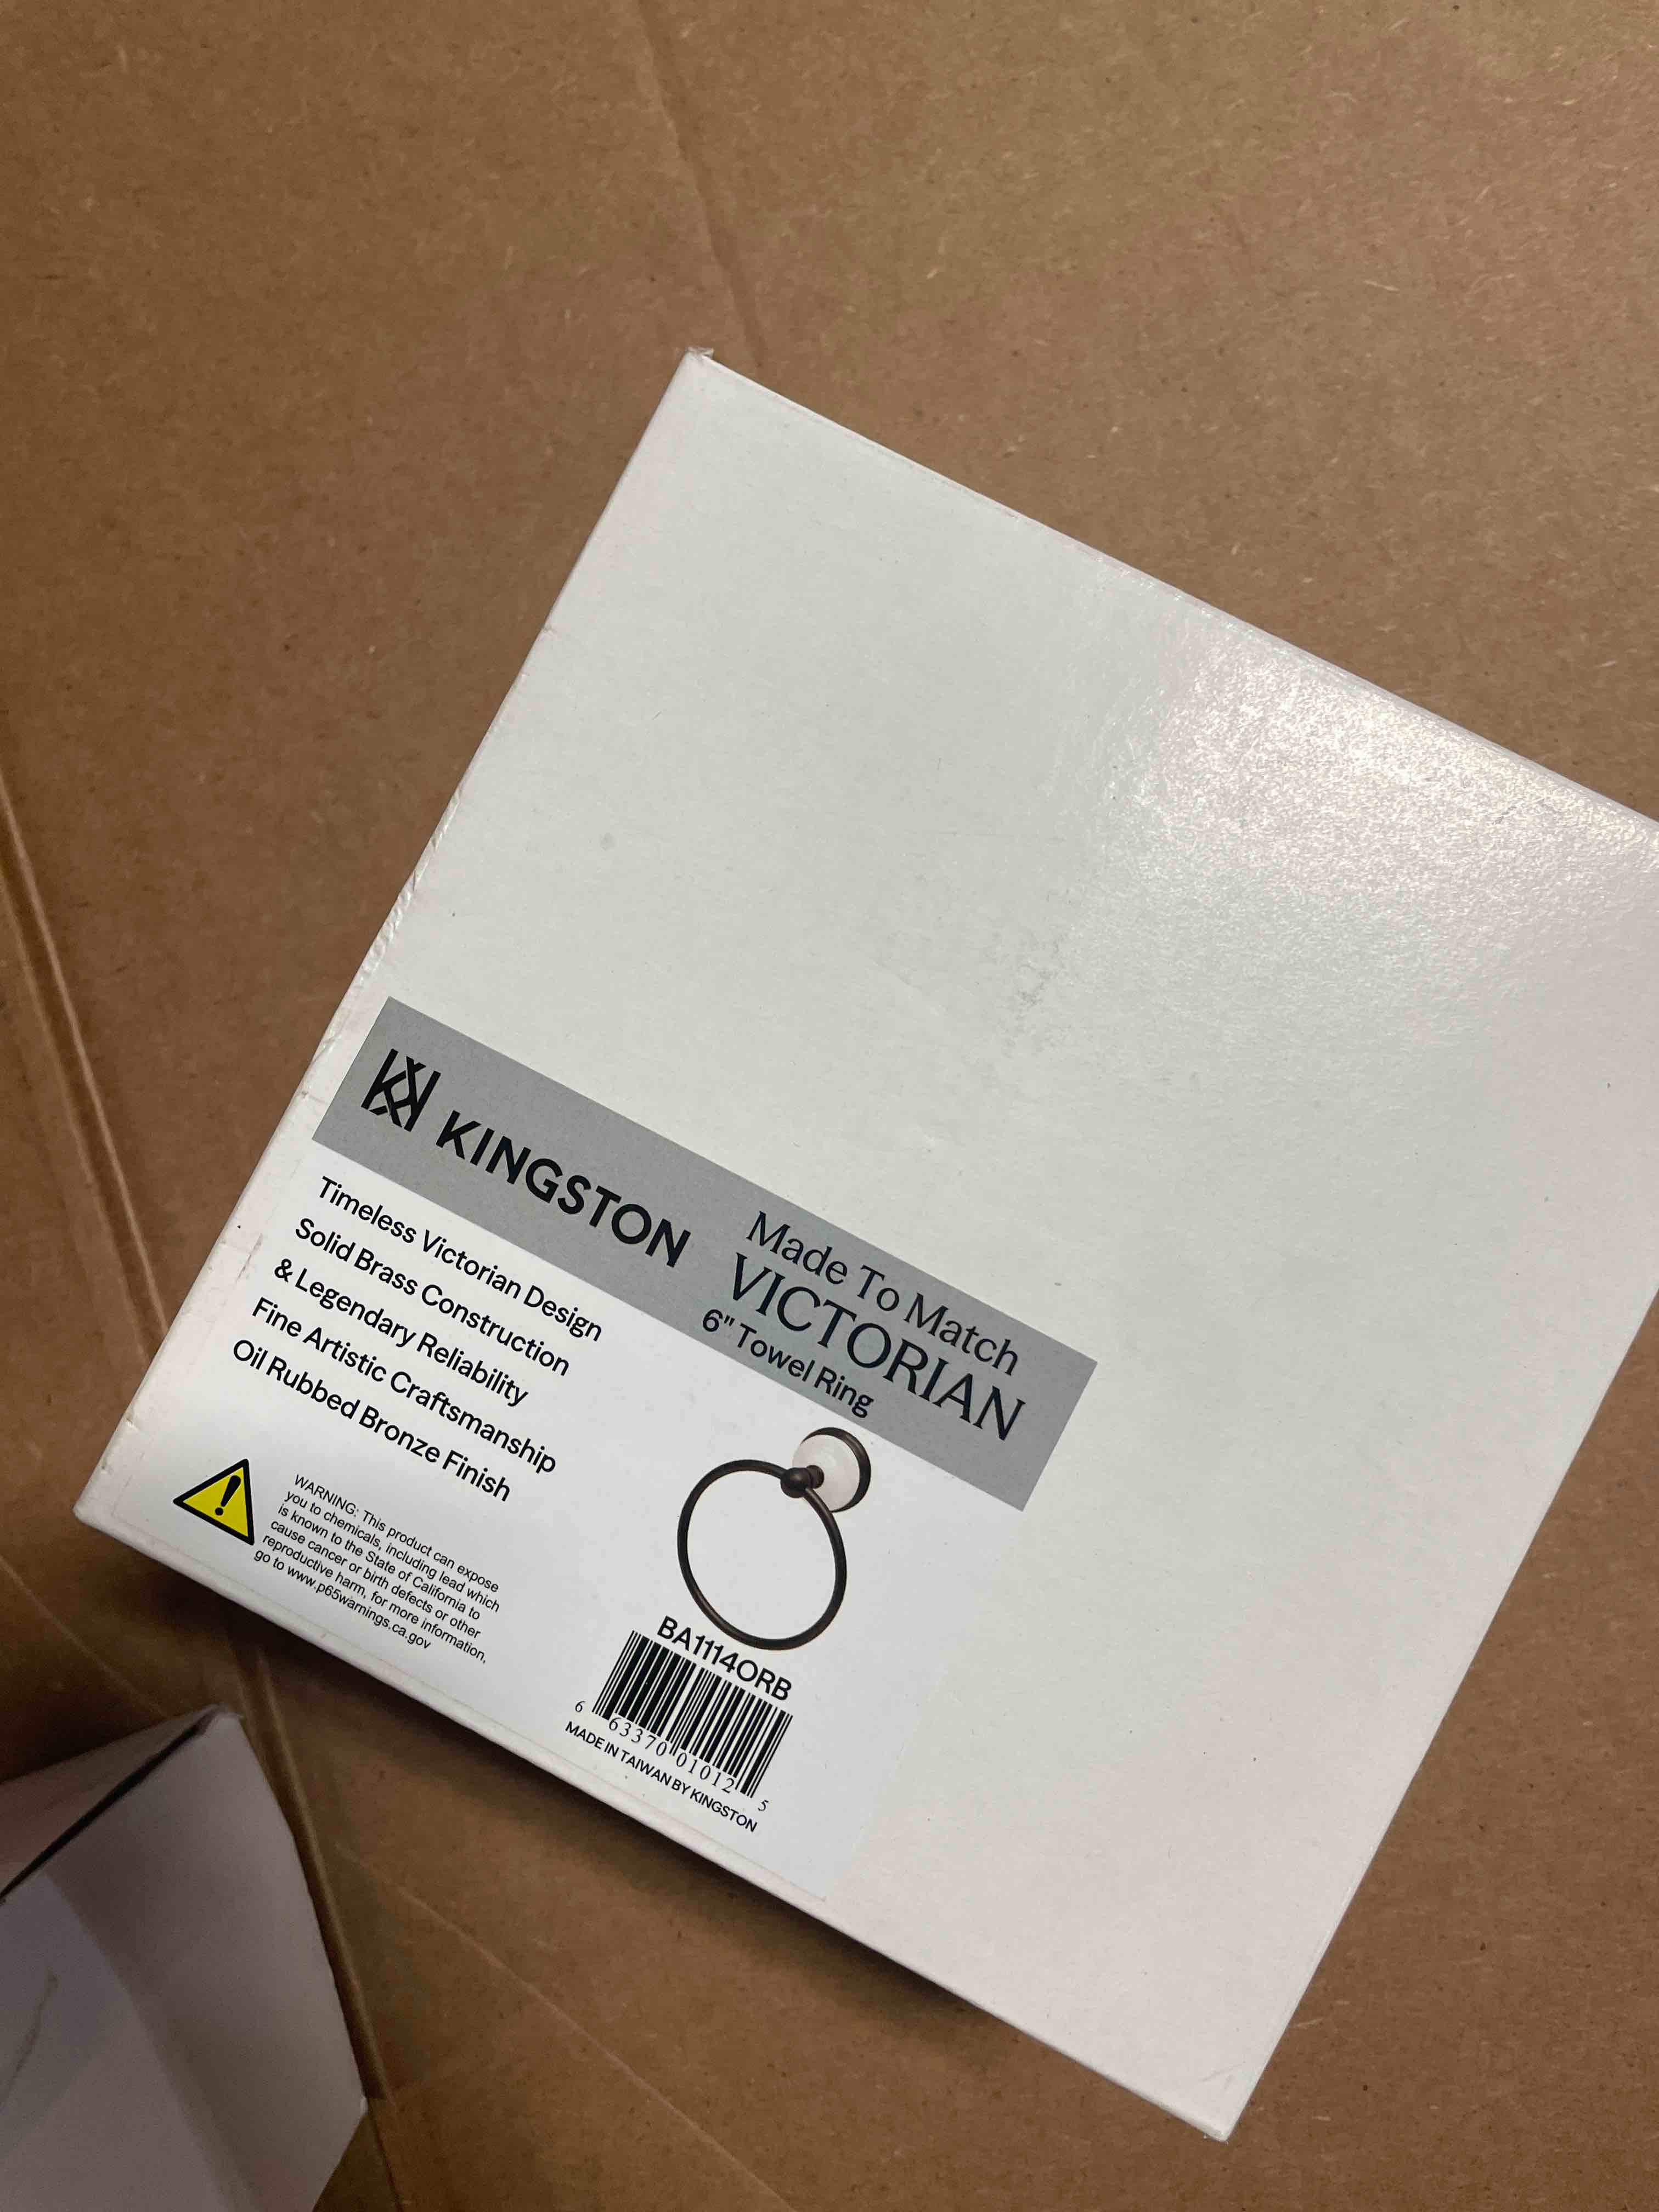 KINGSTON
Made To Match
VICTORIAN
6" Towel Ring
Timeless Victorian Design
Solid Brass Construction
& Legendary Reliability
Fine Artistic Craftsmanship
Oil Rubbed Bronze Finish
WARNING: This product can expose
you to chemicals, including lead which
is known to the State of California to
cause cancer or birth defects or other
reproductive harm, for more information,
go to www.p65warnings.ca.gov
BA1114ORB
6 63370 01012 5
MADE IN TAIWAN BY KINGSTON